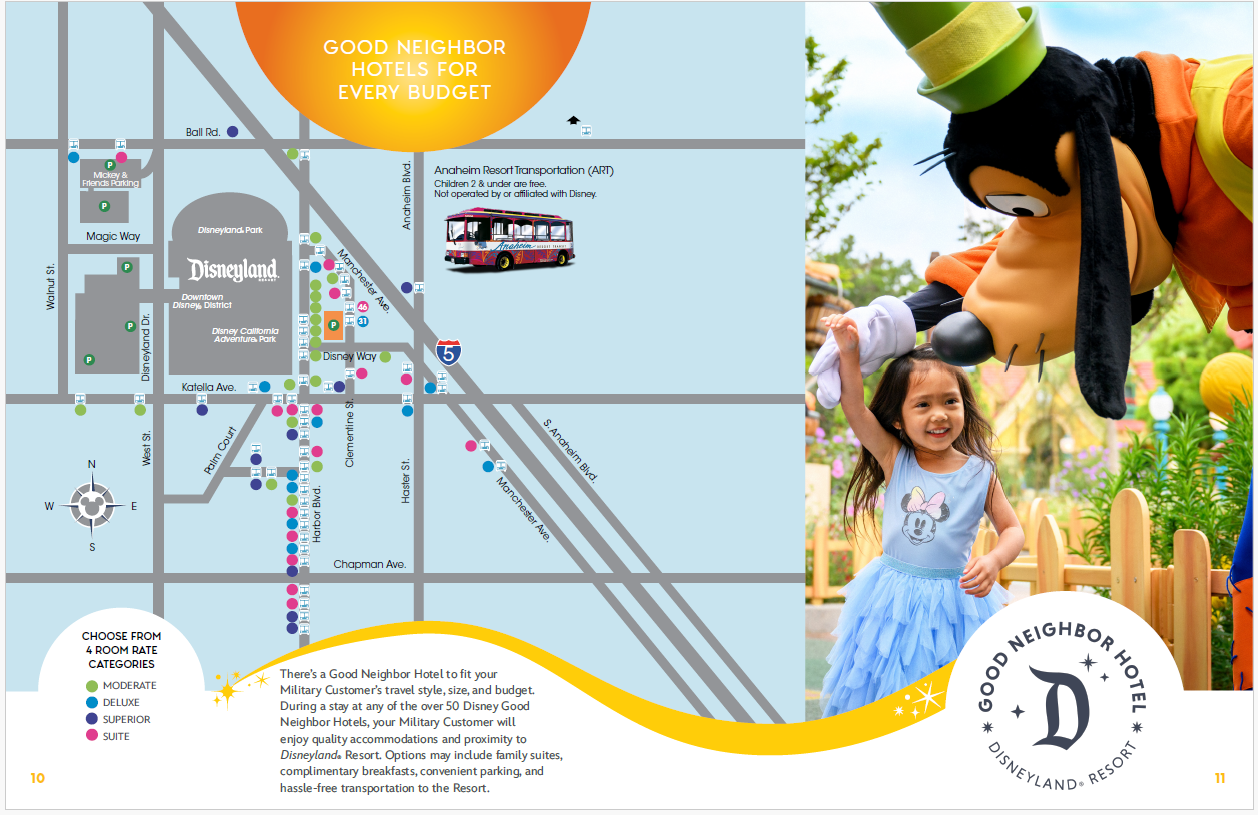 GOOD NEIGHBOR
HOTELS FOR
EVERY BUDGET
Ball Rd.
P
Mickey &
Friends Parking
P
Magic Way
Walnut St.
P
P
P
Disneyland Dr.
Disneyland Park
Disneyland
RESORT
Downtown
Disney® District
Disney California
Adventure® Park
Anaheim Blvd.
Anaheim Resort Transportation (ART)
Children 2 & under are free.
Not operated by or affiliated with Disney.
Anaheim RESORT TRANSIT
Manchester Ave.
46
31
P
Disney Way
5
Katella Ave.
West St.
Palm Court
Clementine St.
Haster St.
S. Anaheim Blvd.
Manchester Ave.
Harbor Blvd.
Chapman Ave.
N
W
E
S
CHOOSE FROM
4 ROOM RATE
CATEGORIES
MODERATE
DELUXE
SUPERIOR
SUITE
There's a Good Neighbor Hotel to fit your
Military Customer's travel style, size, and budget.
During a stay at any of the over 50 Disney Good
Neighbor Hotels, your Military Customer will
enjoy quality accommodations and proximity to
Disneyland® Resort. Options may include family suites,
complimentary breakfasts, convenient parking, and
hassle-free transportation to the Resort.
10
GOOD NEIGHBOR HOTEL
D
DISNEYLAND® RESORT
11